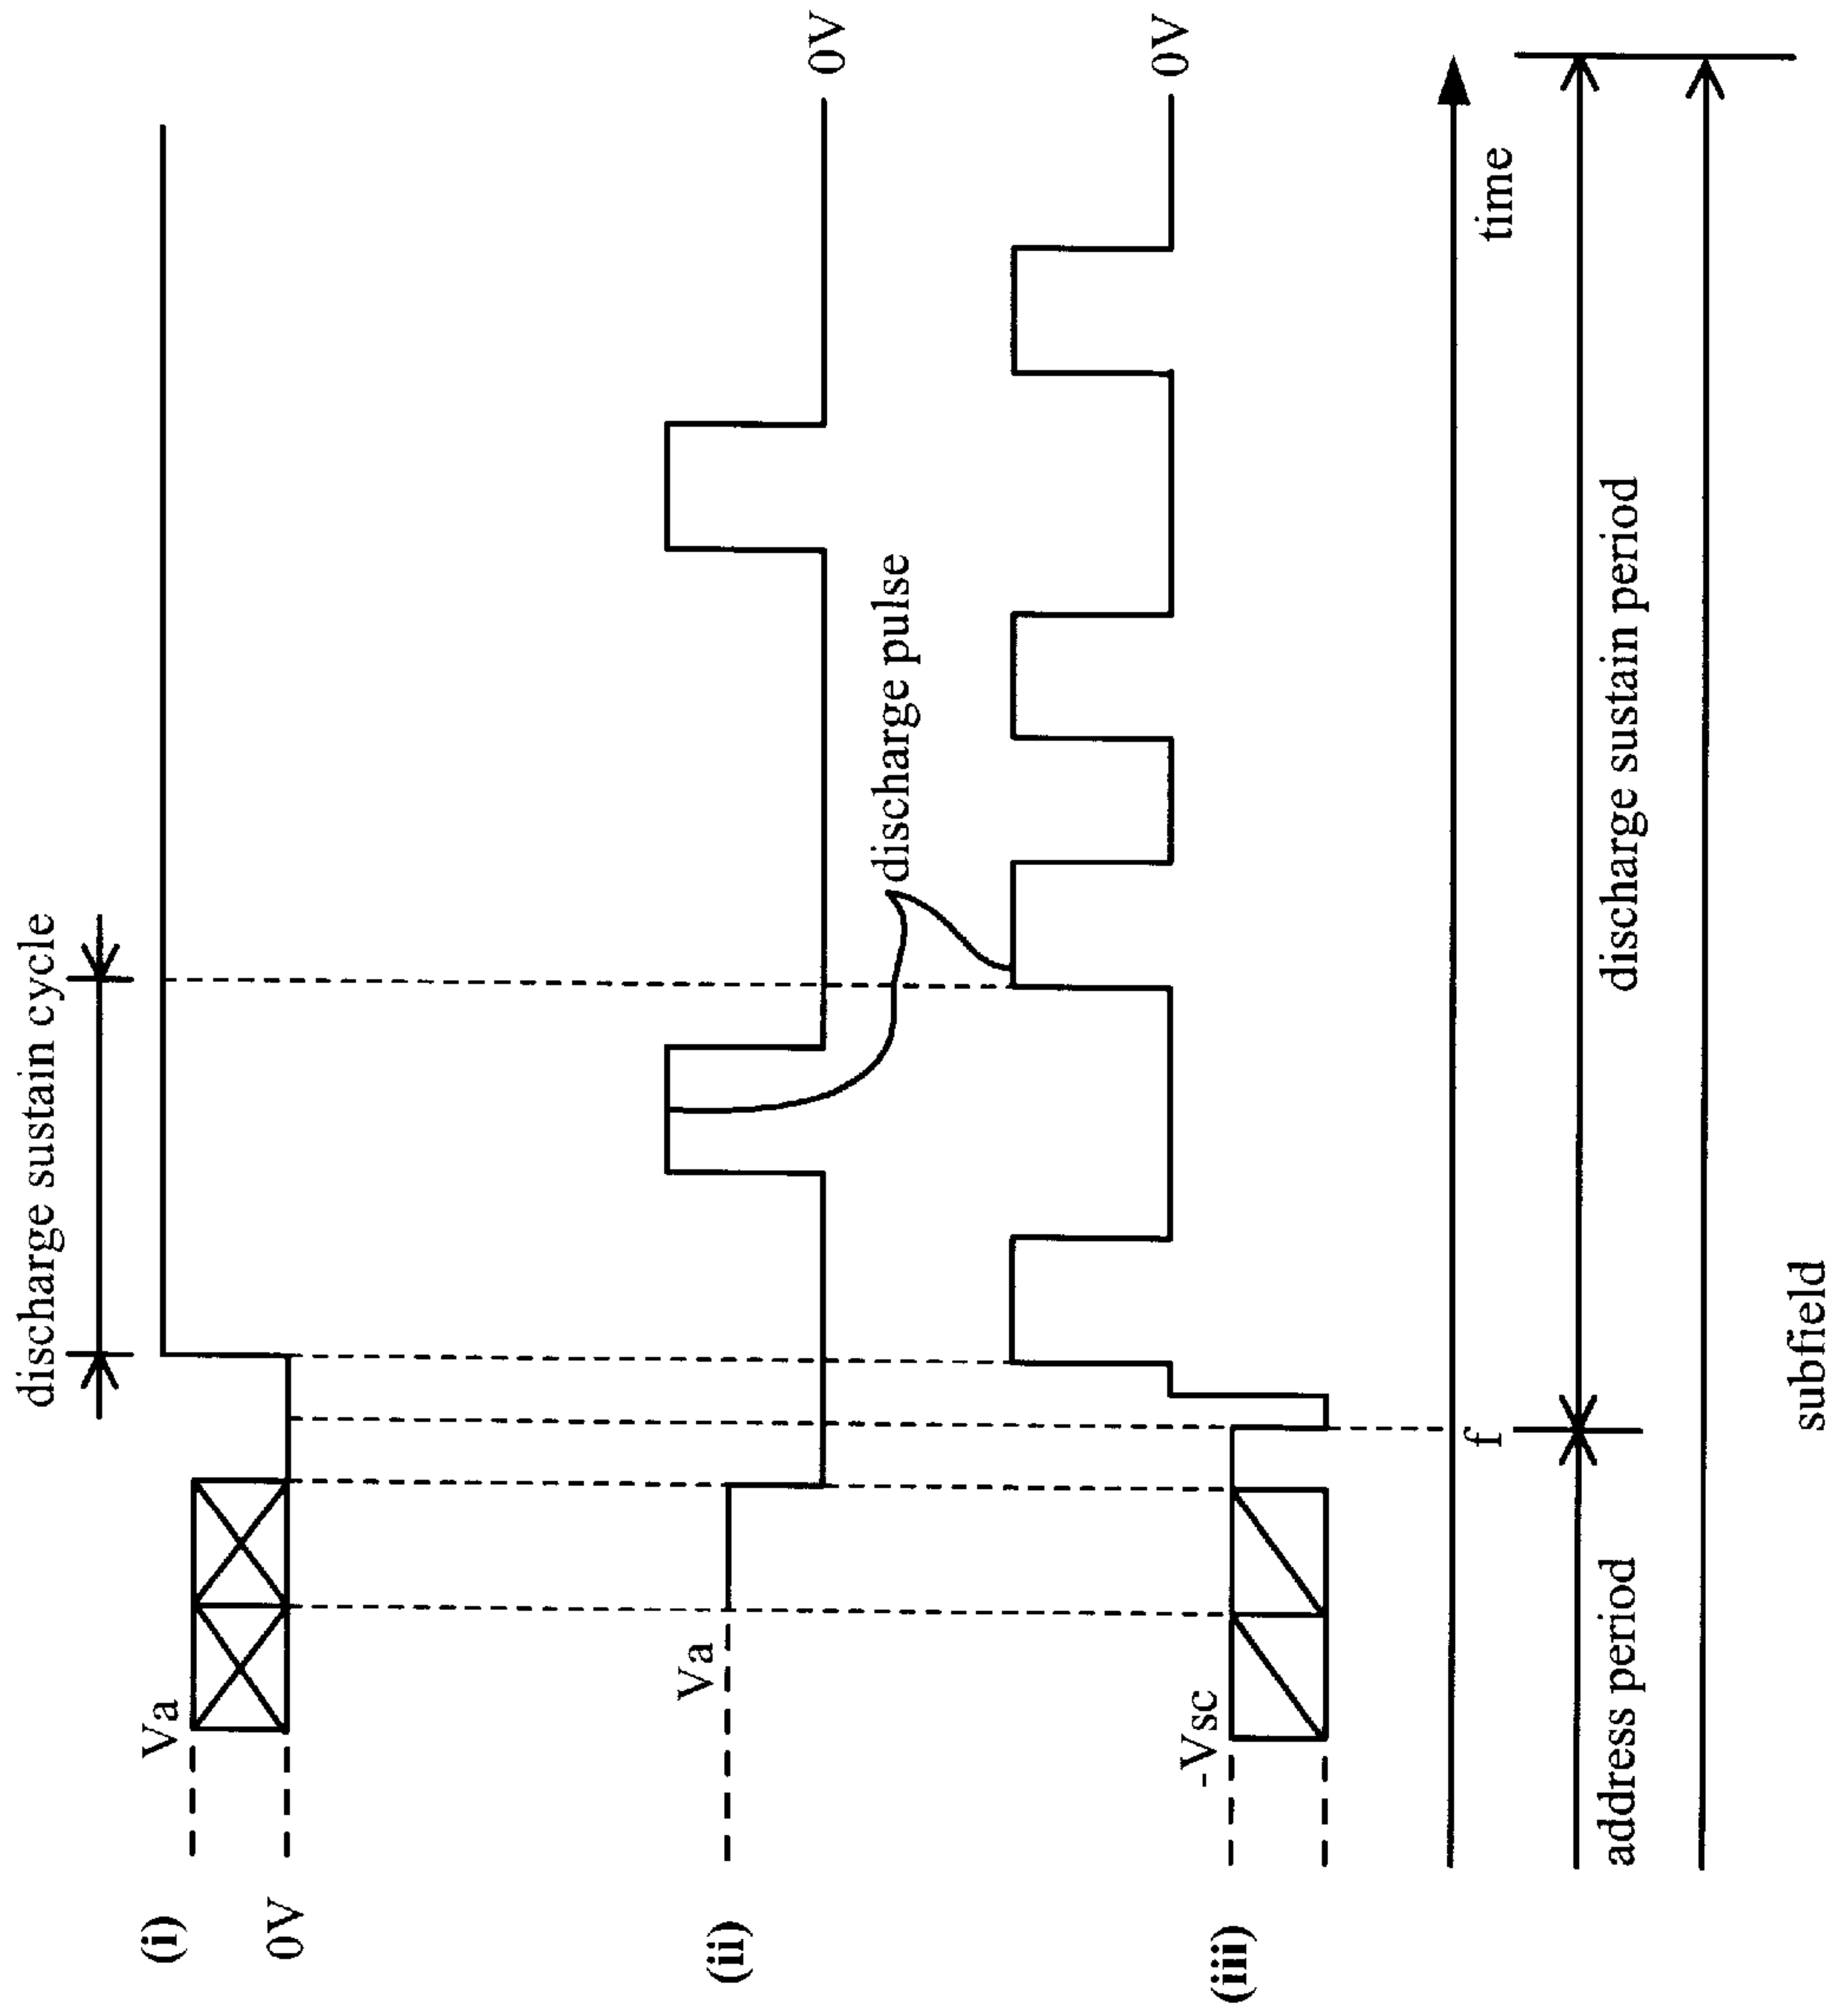 discharge sustain cycle
(i)
Va
0V
(ii)
Va
0V
discharge pulse
(iii)
-Vsc
0V
f
time
address period
discharge sustain period
subfield